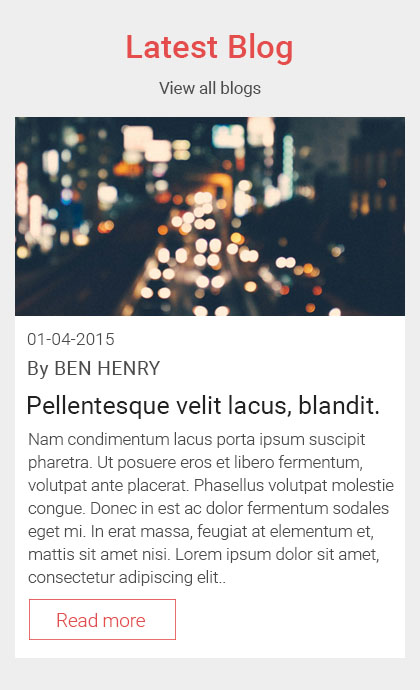 Latest Blog
View all blogs
01-04-2015
By BEN HENRY
Pellentesque velit lacus, blandit.
Nam condimentum lacus porta ipsum suscipit
pharetra. Ut posuere eros et libero fermentum,
volutpat ante placerat. Phasellus volutpat molestie
congue. Donec in est ac dolor fermentum sodales
eget mi. In erat massa, feugiat at elementum et,
mattis sit amet nisi. Lorem ipsum dolor sit amet,
consectetur adipiscing elit..
Read more